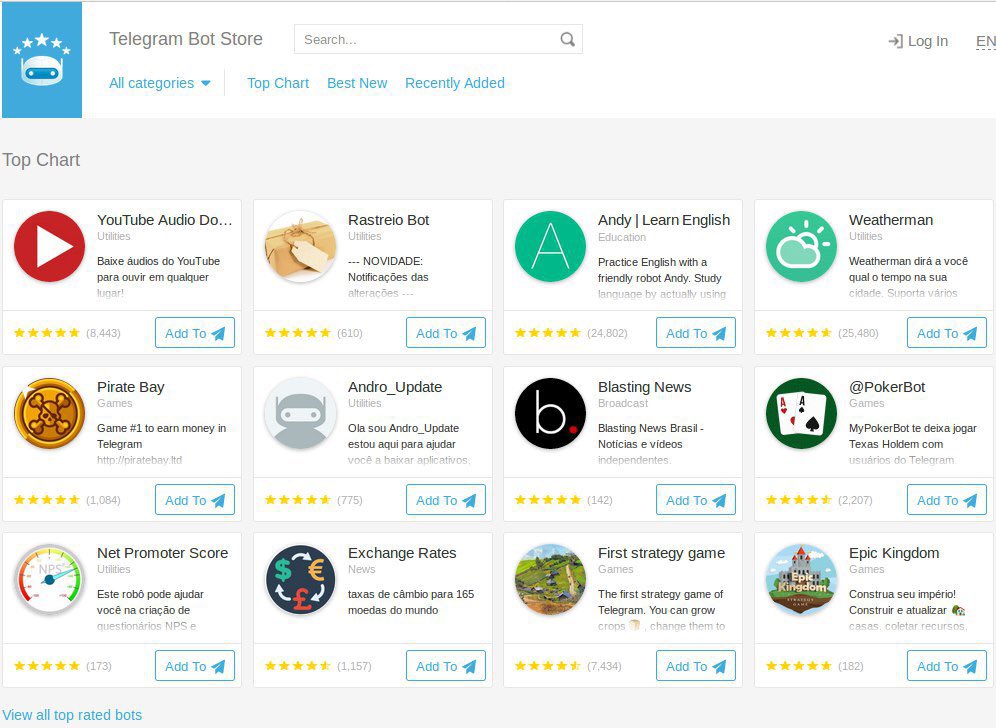 Telegram Bot Store
Search...
Log In
EN
All categories
Top Chart
Best New
Recently Added
Top Chart
YouTube Audio Do...
Utilities
Baixe áudios do YouTube
para ouvir em qualquer
lugar!
(8,443)
Add To
Rastreio Bot
Utilities
--- NOVIDADE:
Notificações das
alterações ---
(610)
Add To
Andy | Learn English
Education
Practice English with a
friendly robot Andy. Study
language by actually using
(24,802)
Add To
Weatherman
Utilities
Weatherman dirá a você
qual o tempo na sua
cidade. Suporta vários
(25,480)
Add To
Pirate Bay
Games
Game #1 to earn money in
Telegram
http://piratebay.ltd
(1,084)
Add To
Andro_Update
Utilities
Ola sou Andro_Update
estou aqui para ajudar
você a baixar aplicativos,
(775)
Add To
b.
Blasting News
Broadcast
Blasting News Brasil -
Notícias e vídeos
independentes.
(142)
Add To
A A
@PokerBot
Games
MyPokerBot te deixa jogar
Texas Holdem com
usuários do Telegram
(2,207)
Add To
NPS
Net Promoter Score
Utilities
Este robô pode ajudar
você na criação de
questionários NPS e
(173)
Add To
$ € £
Exchange Rates
News
taxas de câmbio para 165
moedas do mundo
(1,157)
Add To
First strategy game
Games
The first strategy game of
Telegram. You can grow
crops 🍞 , change them to
(7,434)
Add To
Epic
Kingdom
STRATEGY
GAME
Epic Kingdom
Games
Construa seu império!
Construir e atualizar 🏡
casas, coletar recursos,
(182)
Add To
View all top rated bots